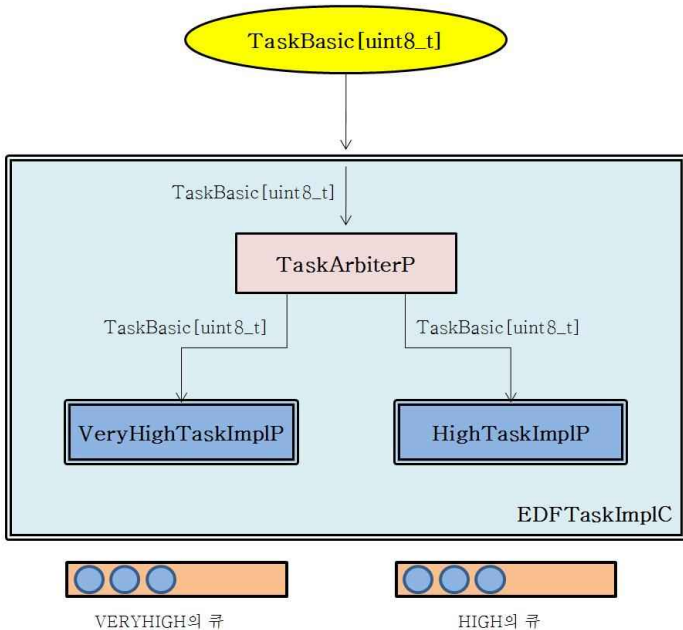 TaskBasic[uint8_t]
TaskBasic[uint8_t]
TaskArbiterP
TaskBasic[uint8_t]
TaskBasic[uint8_t]
VeryHighTaskImplP
HighTaskImplP
EDFTaskImplC
VERYHIGH의 큐
HIGH의 큐